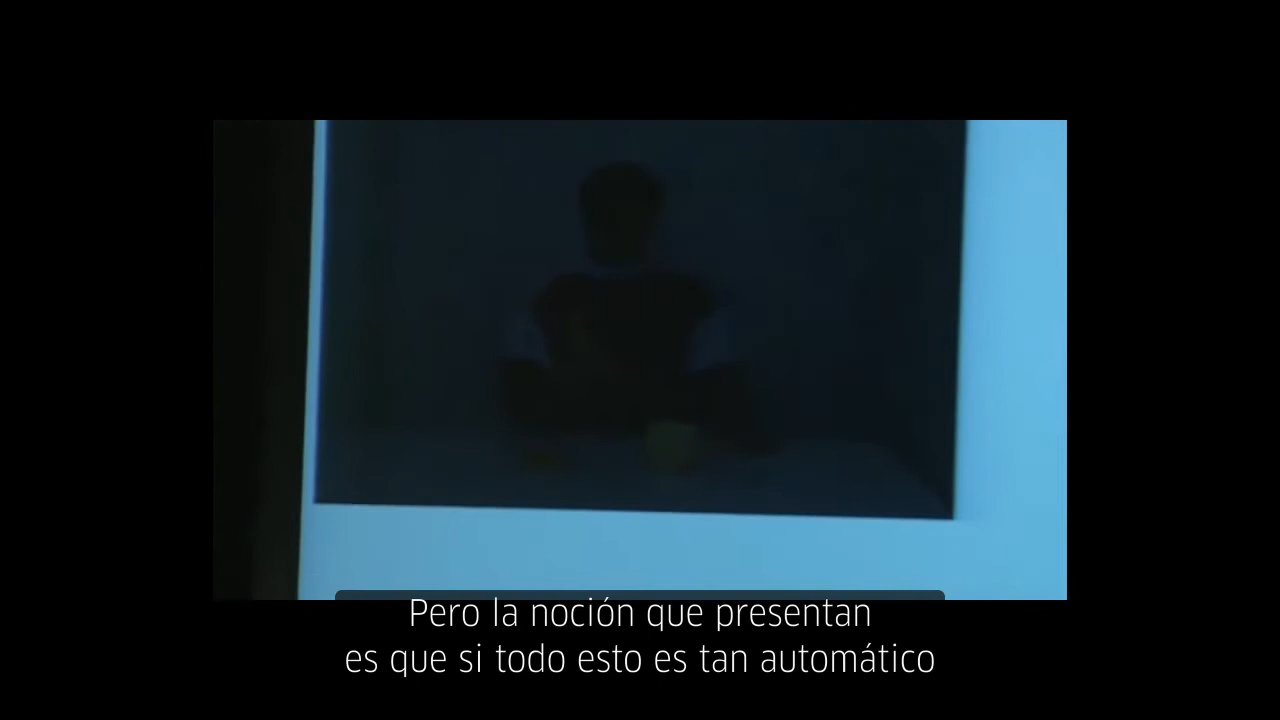 Pero la noción que presentan
es que si todo esto es tan automático